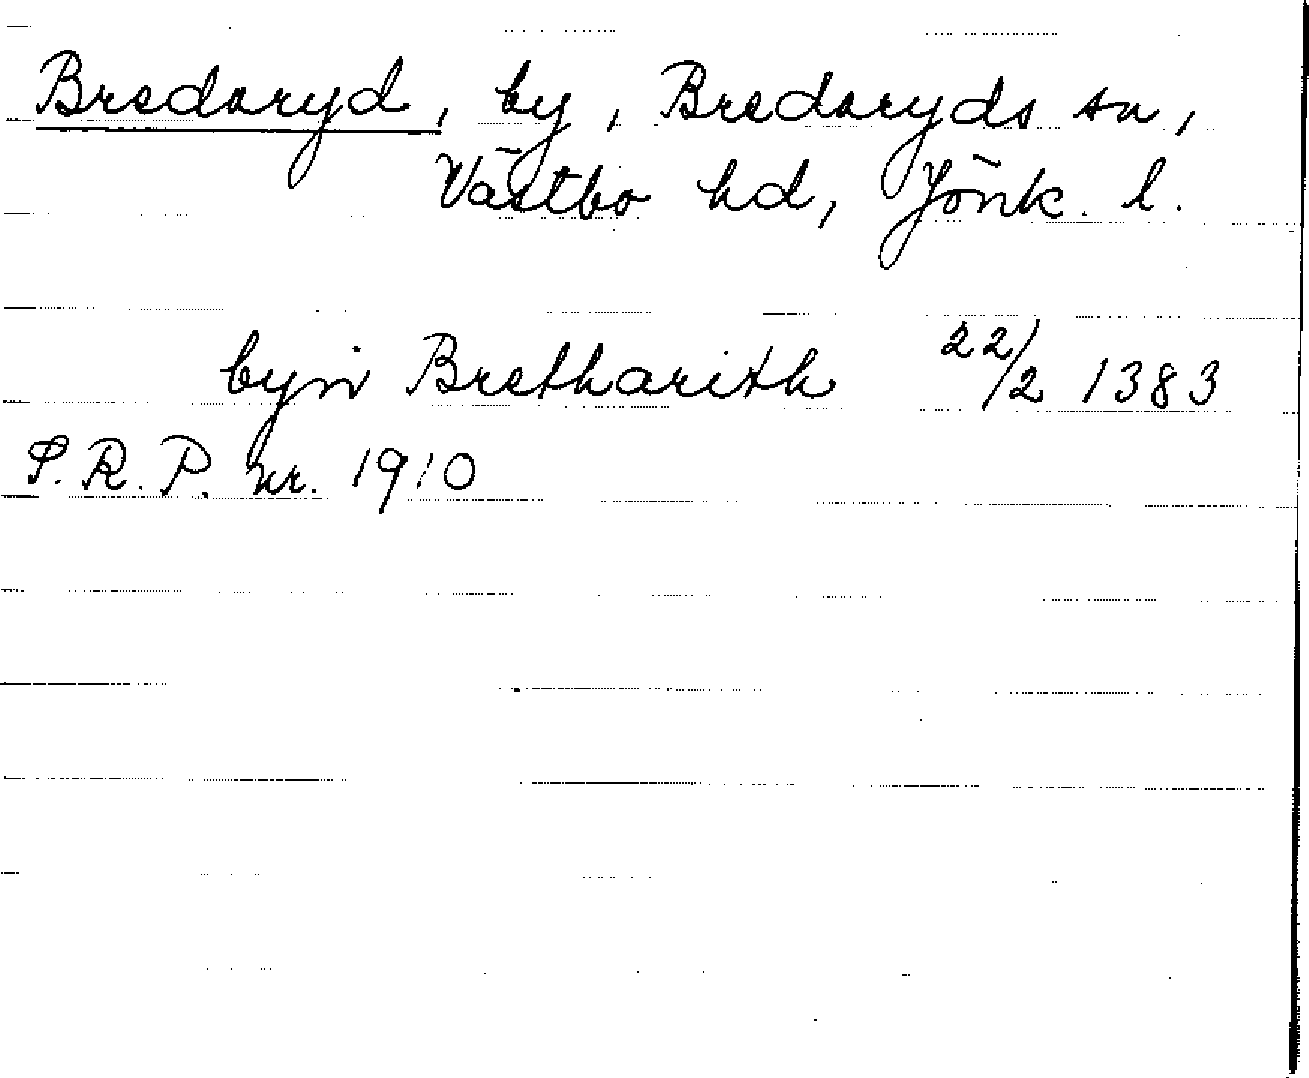 Bredaryd, by, Bredaryds sn,
Västbo hd, Jönk. l.
byn Bretharith 22/2 1383
S.R.P. nr. 1910